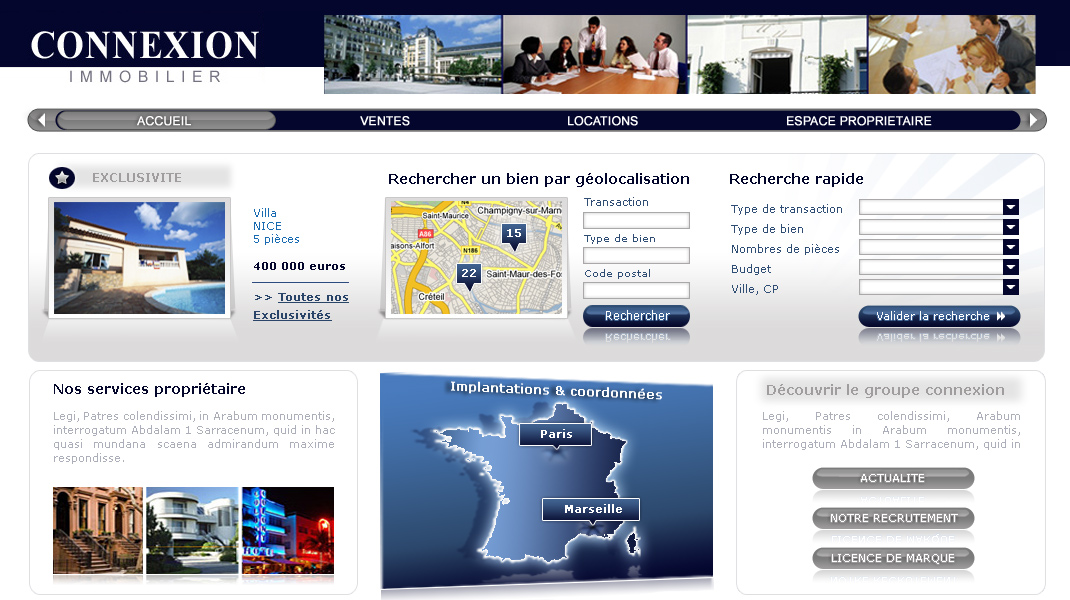 CONNEXION
IMMOBILIER
ACCUEIL
VENTES
LOCATIONS
ESPACE PROPRIETAIRE
EXCLUSIVITE
Villa
NICE
5 pièces
400 000 euros
>> Toutes nos
Exclusivités
Rechercher un bien par géolocalisation
Saint-Maurice
Champigny-sur-Marn
A86
aisons-Alfort
N186
15
22
Saint-Maur-des-Fo
Créteil
Transaction
Type de bien
Code postal
Rechercher
Recherche rapide
Type de transaction
Type de bien
Nombres de pièces
Budget
Ville, CP
Valider la recherche
Nos services propriétaire
Legi, Patres colendissimi, in Arabum monumentis,
interrogatum Abdalam 1 Sarracenum, quid in hac
quasi mundana scaena admirandum maxime
respondisse.
Implantations & coordonnées
Paris
Marseille
Découvrir le groupe connexion
Legi, Patres colendissimi, Arabum
monumentis in Arabum monumentis,
interrogatum Abdalam 1 Sarracenum, quid in
ACTUALITE
NOTRE RECRUTEMENT
LICENCE DE MARQUE